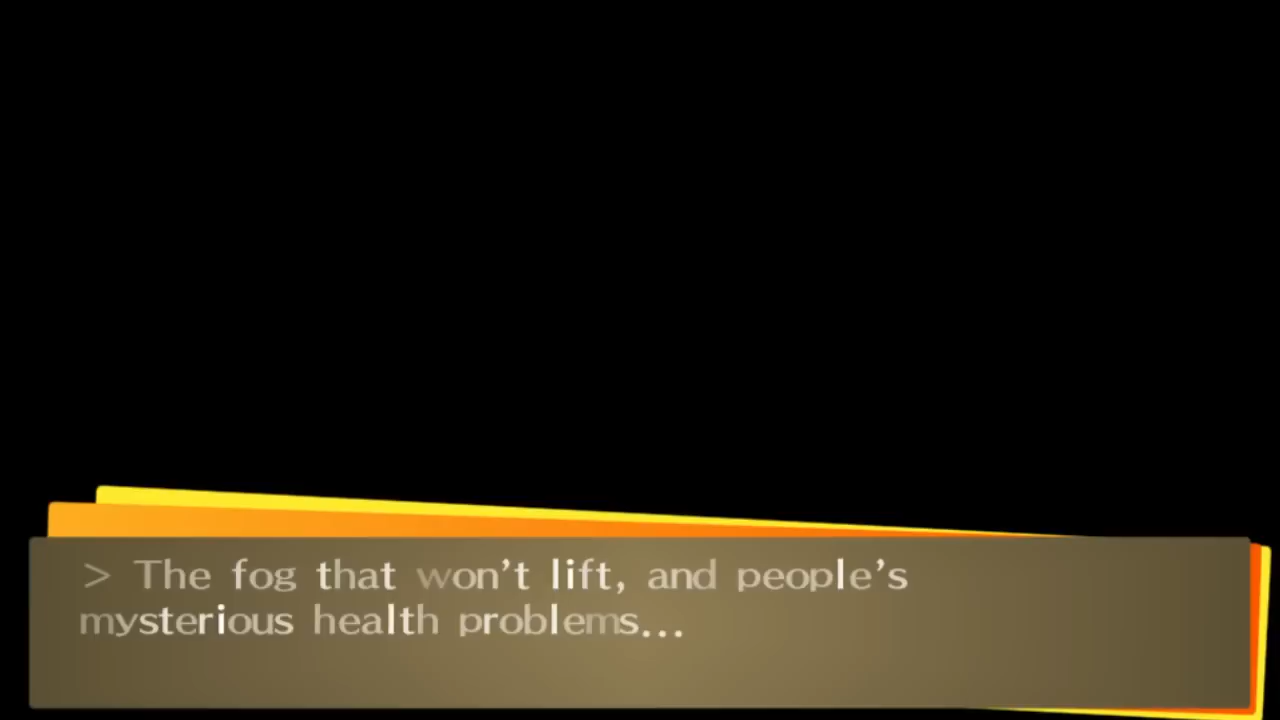 > The fog that won't lift, and people's
mysterious health problems...